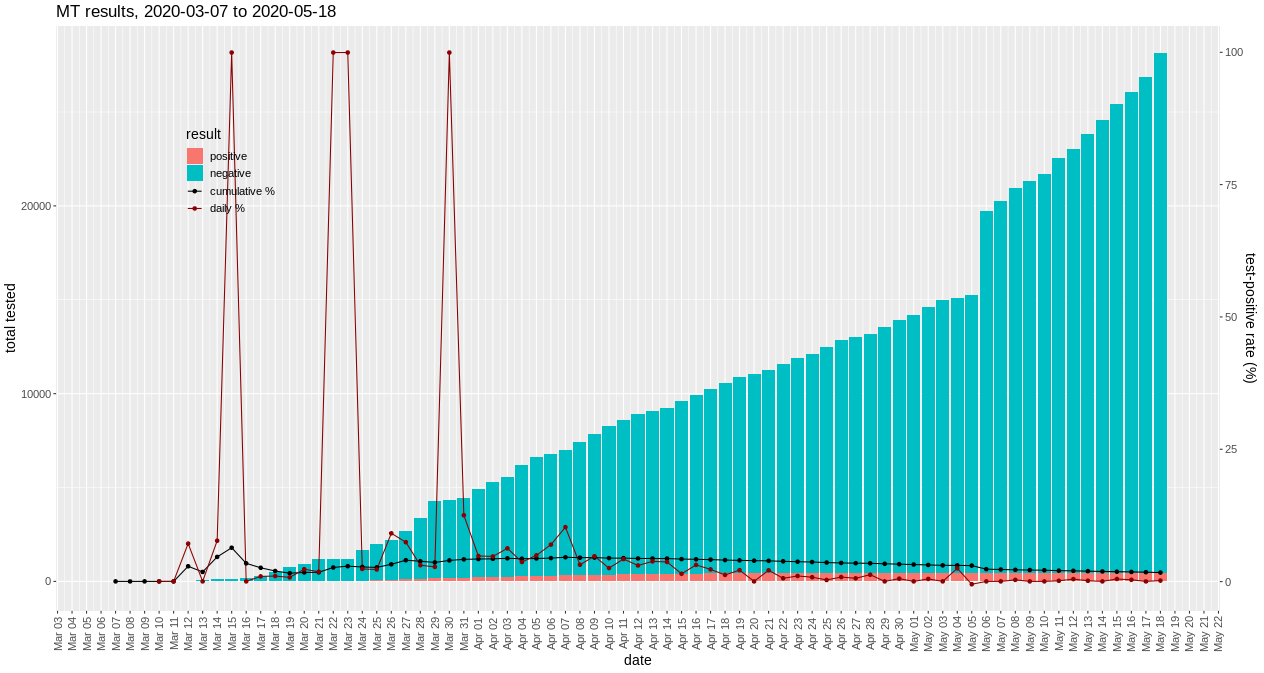 MT results, 2020-03-07 to 2020-05-18
result
positive
negative
cumulative %
daily %
total tested
20000
10000
0
100
75
50
25
0
test-positive rate (%)
Mar 03
Mar 04
Mar 05
Mar 06
Mar 07
Mar 08
Mar 09
Mar 10
Mar 11
Mar 12
Mar 13
Mar 14
Mar 15
Mar 16
Mar 17
Mar 18
Mar 19
Mar 20
Mar 21
Mar 22
Mar 23
Mar 24
Mar 25
Mar 26
Mar 27
Mar 28
Mar 29
Mar 30
Mar 31
Apr 01
Apr 02
Apr 03
Apr 04
Apr 05
Apr 06
Apr 07
Apr 08
Apr 09
Apr 10
Apr 11
Apr 12
Apr 13
Apr 14
Apr 15
Apr 16
Apr 17
Apr 18
Apr 19
Apr 20
Apr 21
Apr 22
Apr 23
Apr 24
Apr 25
Apr 26
Apr 27
Apr 28
Apr 29
Apr 30
May 01
May 02
May 03
May 04
May 05
May 06
May 07
May 08
May 09
May 10
May 11
May 12
May 13
May 14
May 15
May 16
May 17
May 18
May 19
May 20
May 21
May 22
date